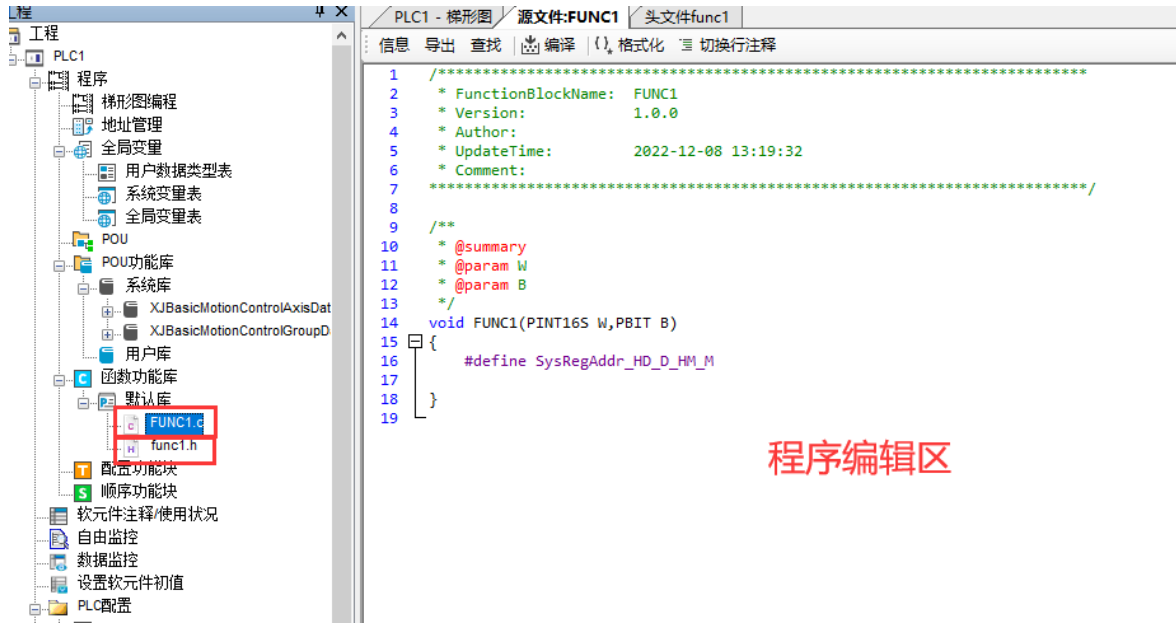 工程
PLC1 - 梯形图 源文件:FUNC1 头文件func1
信息 导出 查找 编译 格式化 切换行注释
工程
PLC1
程序
梯形图编程
地址管理
全局变量
用户数据类型表
系统变量表
全局变量表
POU
POU功能库
系统库
XJBasicMotionControlAxisDat
XJBasicMotionControlGroupD
用户库
函数功能库
默认库
FUNC1.c
func1.h
配置功能块
顺序功能块
软元件注释/使用状况
自由监控
数据监控
设置软元件初值
PLC配置
1 /*************************************************************************
2 * FunctionBlockName: FUNC1
3 * Version: 1.0.0
4 * Author:
5 * UpdateTime: 2022-12-08 13:19:32
6 * Comment:
7 **************************************************************************/
8
9 /**
10 * @summary
11 * @param W
12 * @param B
13 */
14 void FUNC1(PINT16S W,PBIT B)
15 {
16 #define SysRegAddr_HD_D_HM_M
17
18 }
19
程序编辑区